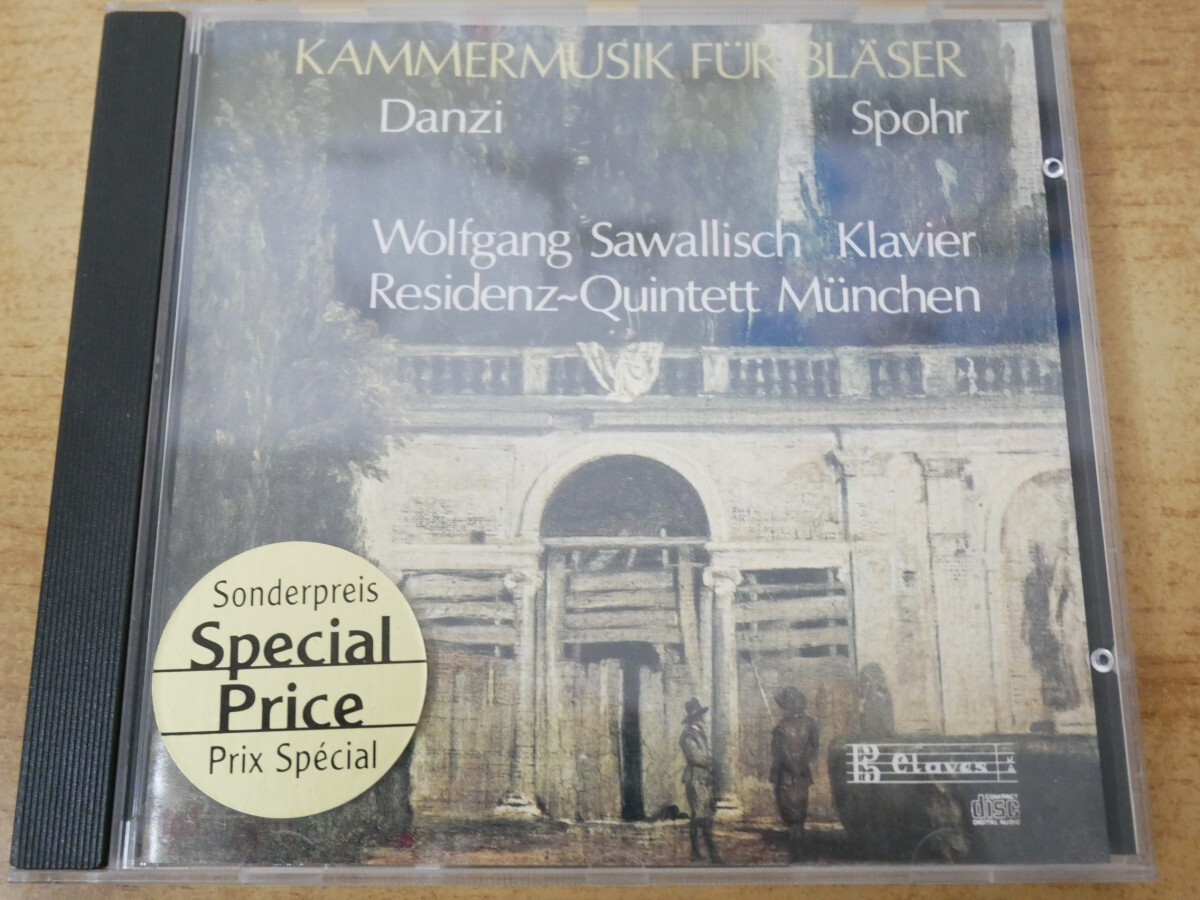 KAMMERMUSIK FÜR BLÄSER
Danzi Spohr
Wolfgang Sawallisch Klavier
Residenz~Quintett München
Sonderpreis
Special
Price
Prix Spécial
Claves
COMPACT
disc
DIGITAL AUDIO